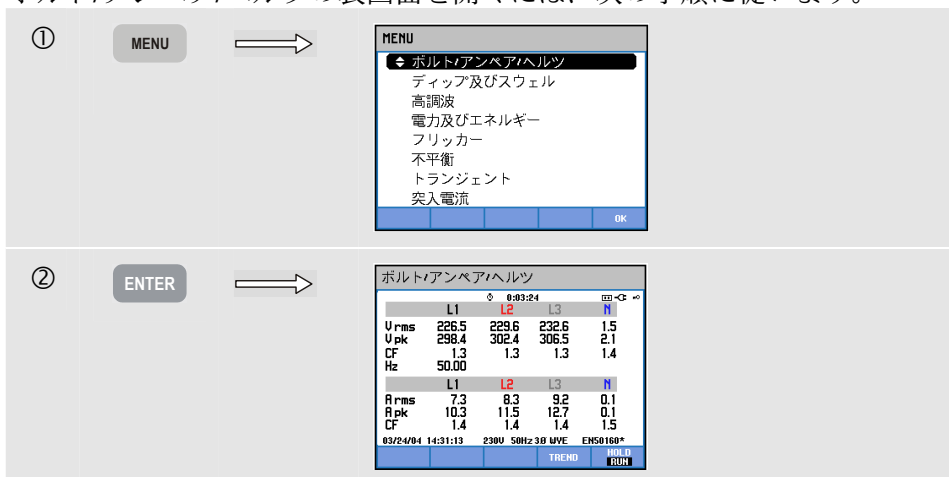 ボルト/アンペア/ヘルツの表画面を開くには、次の手順に従います。
①
MENU
MENU
ボルト/アンペア/ヘルツ
ディップ及びスウェル
高調波
電力及びエネルギー
フリッカー
不平衡
トランジェント
突入電流
OK
②
ENTER
ボルト/アンペア/ヘルツ
0:03:24
L1 L2 L3 N
Vrms 226.5 229.6 232.6 1.5
Vpk 298.4 302.4 306.5 2.1
CF 1.3 1.3 1.3 1.4
Hz 50.00
L1 L2 L3 N
Arms 7.3 8.3 9.2 0.1
Apk 10.3 11.5 12.7 0.1
CF 1.4 1.4 1.4 1.5
03/24/04 14:31:13 230V 50Hz 3Ø WYE EN50160*
TREND HOLD
RUN